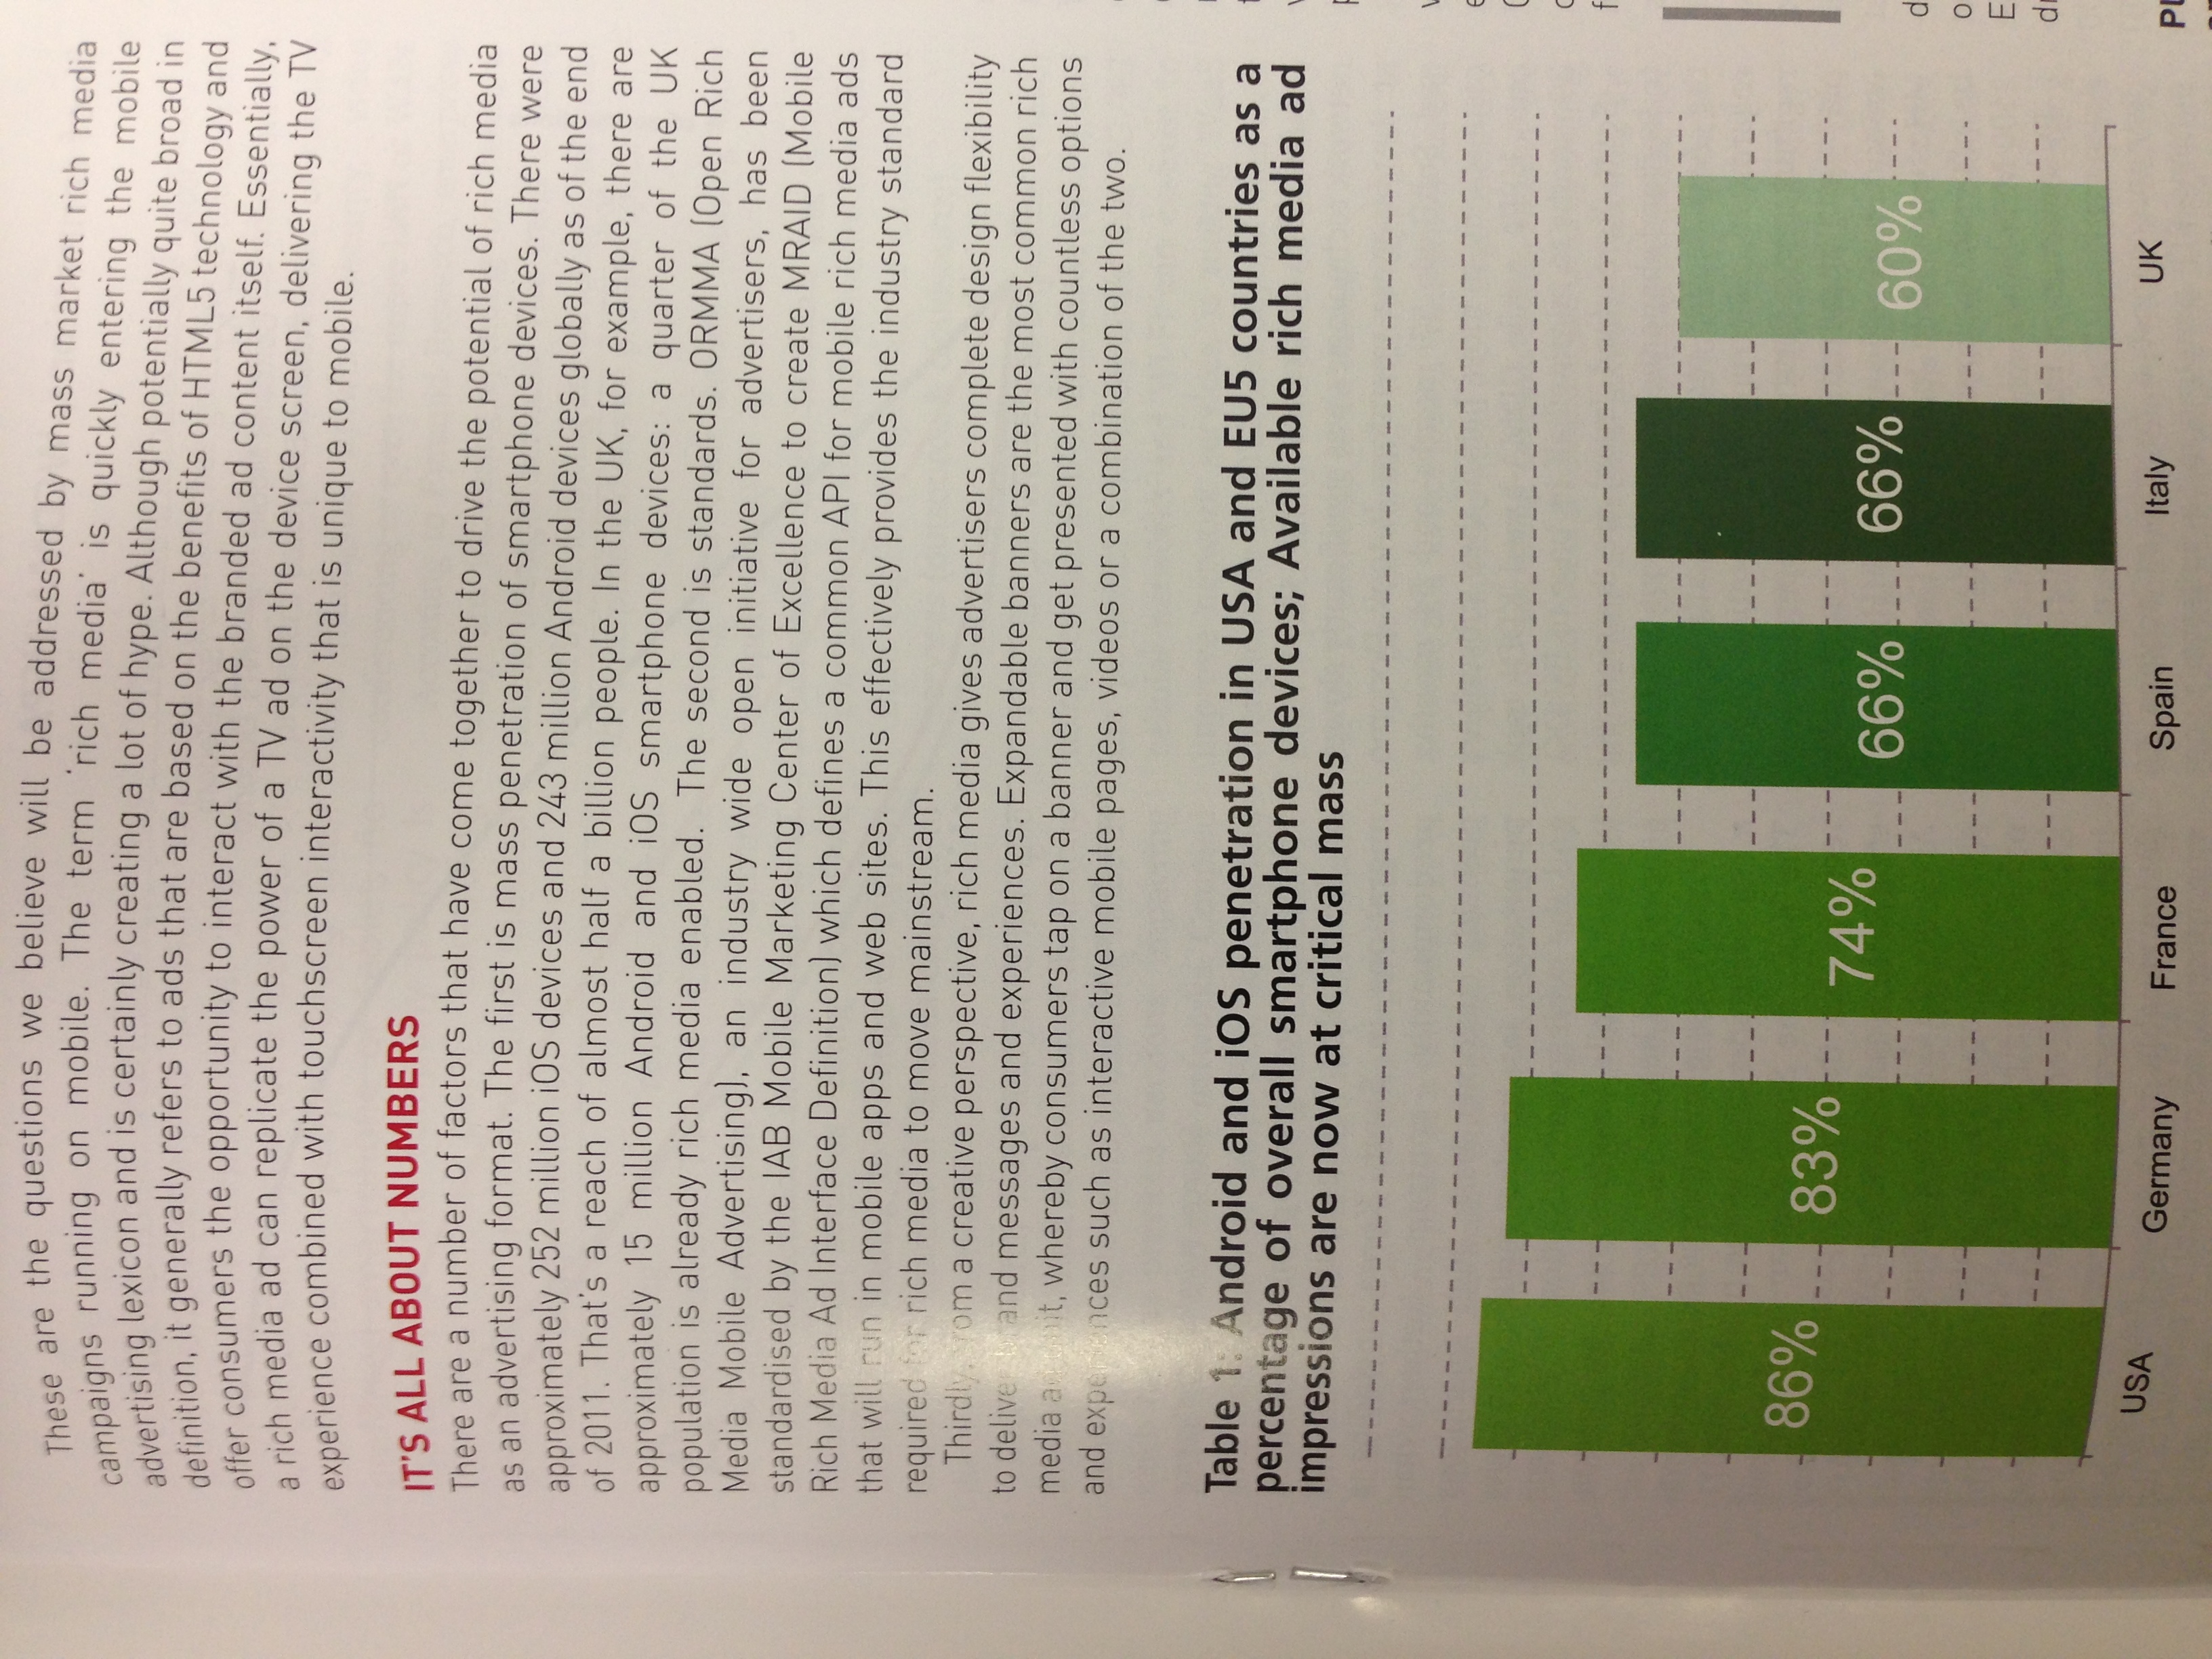 These are the questions we believe will be addressed by mass market rich media
campaigns running on mobile. The term 'rich media' is quickly entering the mobile
advertising lexicon and is certainly creating a lot of hype. Although potentially quite broad in
definition, it generally refers to ads that are based on the benefits of HTML5 technology and
offer consumers the opportunity to interact with the branded ad content itself. Essentially,
a rich media ad can replicate the power of a TV ad on the device screen, delivering the TV
experience combined with touchscreen interactivity that is unique to mobile.
IT'S ALL ABOUT NUMBERS
There are a number of factors that have come together to drive the potential of rich media
as an advertising format. The first is mass penetration of smartphone devices. There were
approximately 252 million iOS devices and 243 million Android devices globally as of the end
of 2011. That's a reach of almost half a billion people. In the UK, for example, there are
approximately 15 million Android and iOS smartphone devices: a quarter of the UK
population is already rich media enabled. The second is standards. ORMMA (Open Rich
Media Mobile Advertising), an industry wide open initiative for advertisers, has been
standardised by the IAB Mobile Marketing Center of Excellence to create MRAID (Mobile
Rich Media Ad Interface Definition) which defines a common API for mobile rich media ads
that will run in mobile apps and web sites. This effectively provides the industry standard
required for rich media to move mainstream.
Thirdly, from a creative perspective, rich media gives advertisers complete design flexibility
to deliver and messages and experiences. Expandable banners are the most common rich
media whereby consumers tap on a banner and get presented with countless options
and experiences such as interactive mobile pages, videos or a combination of the two.
Table 1: Android and iOS penetration in USA and EU5 countries as a
percentage of overall smartphone devices; Available rich media ad
impressions are now at critical mass
86%
83%
74%
66%
66%
60%
USA
Germany
France
Spain
Italy
UK